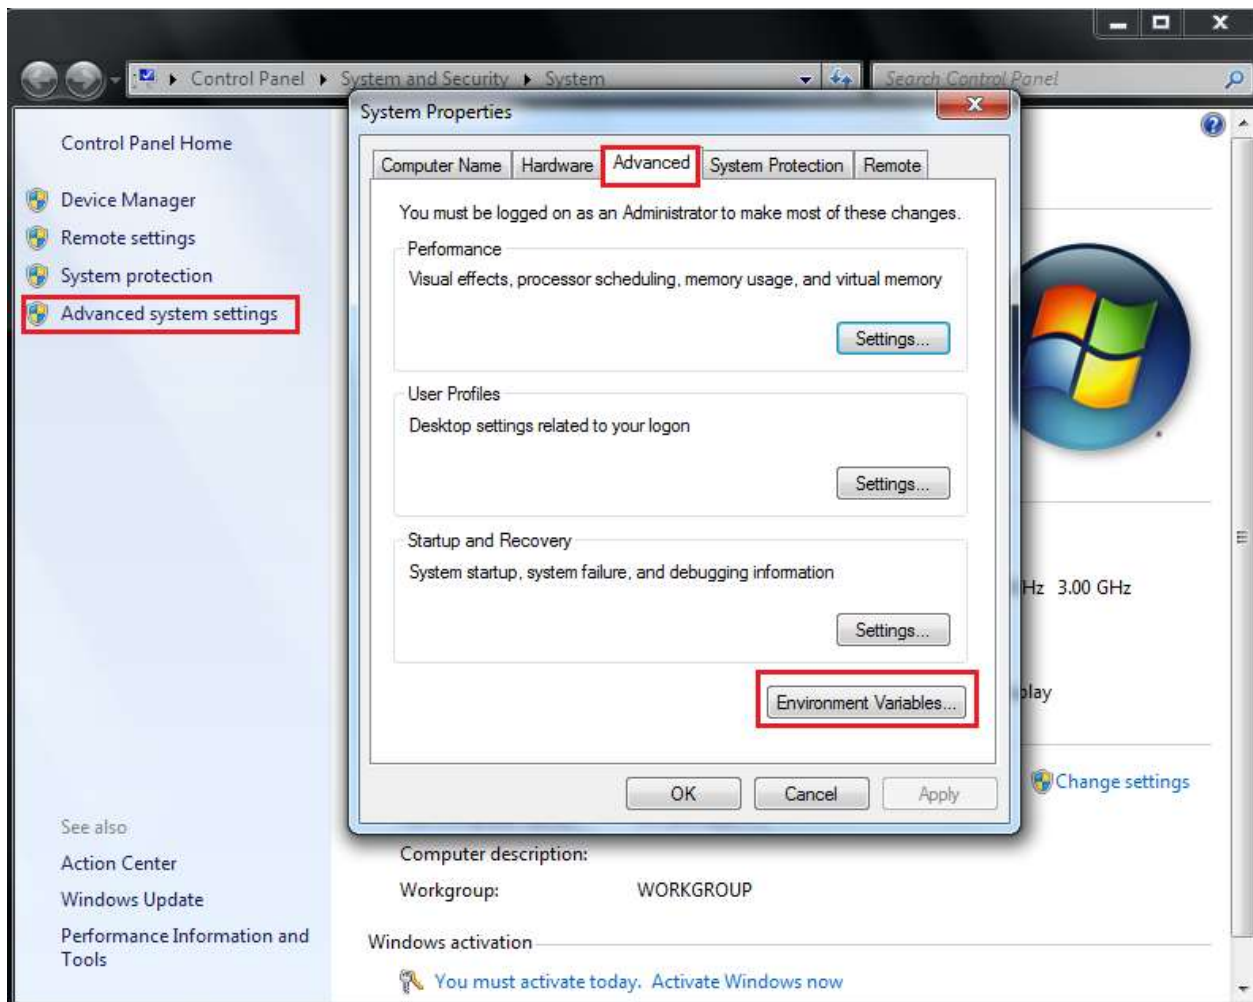 Control Panel
System and Security
System
Search Control Panel
Control Panel Home
Device Manager
Remote settings
System protection
Advanced system settings
See also
Action Center
Windows Update
Performance Information and
Tools
System Properties
Computer Name
Hardware
Advanced
System Protection
Remote
You must be logged on as an Administrator to make most of these changes.
Performance
Visual effects, processor scheduling, memory usage, and virtual memory
Settings...
User Profiles
Desktop settings related to your logon
Settings...
Startup and Recovery
System startup, system failure, and debugging information
Settings...
Environment Variables...
OK
Cancel
Apply
Hz 3.00 GHz
play
Change settings
Computer description:
Workgroup: WORKGROUP
Windows activation
You must activate today. Activate Windows now